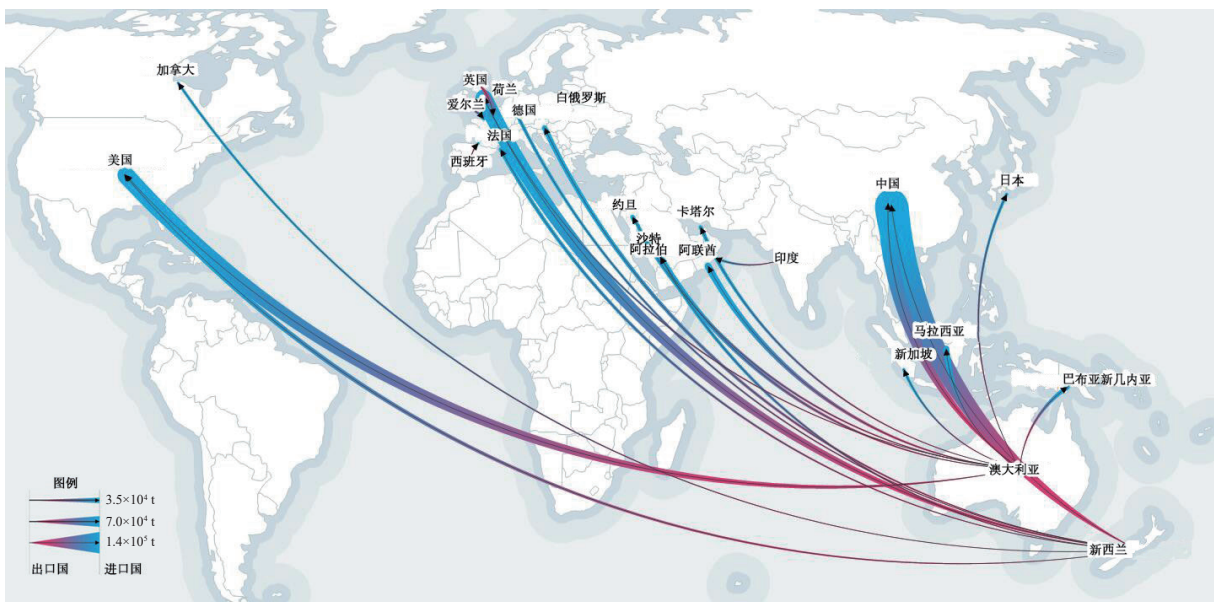 加拿大
英国
荷兰
爱尔兰
德国
白俄罗斯
法国
西班牙
美国
中国
日本
约旦
卡塔尔
沙特
阿拉伯
阿联酋
印度
马拉西亚
新加坡
巴布亚新几内亚
澳大利亚
新西兰
图例
3.5×10⁴ t
7.0×10⁴ t
1.4×10⁵ t
出口国 进口国